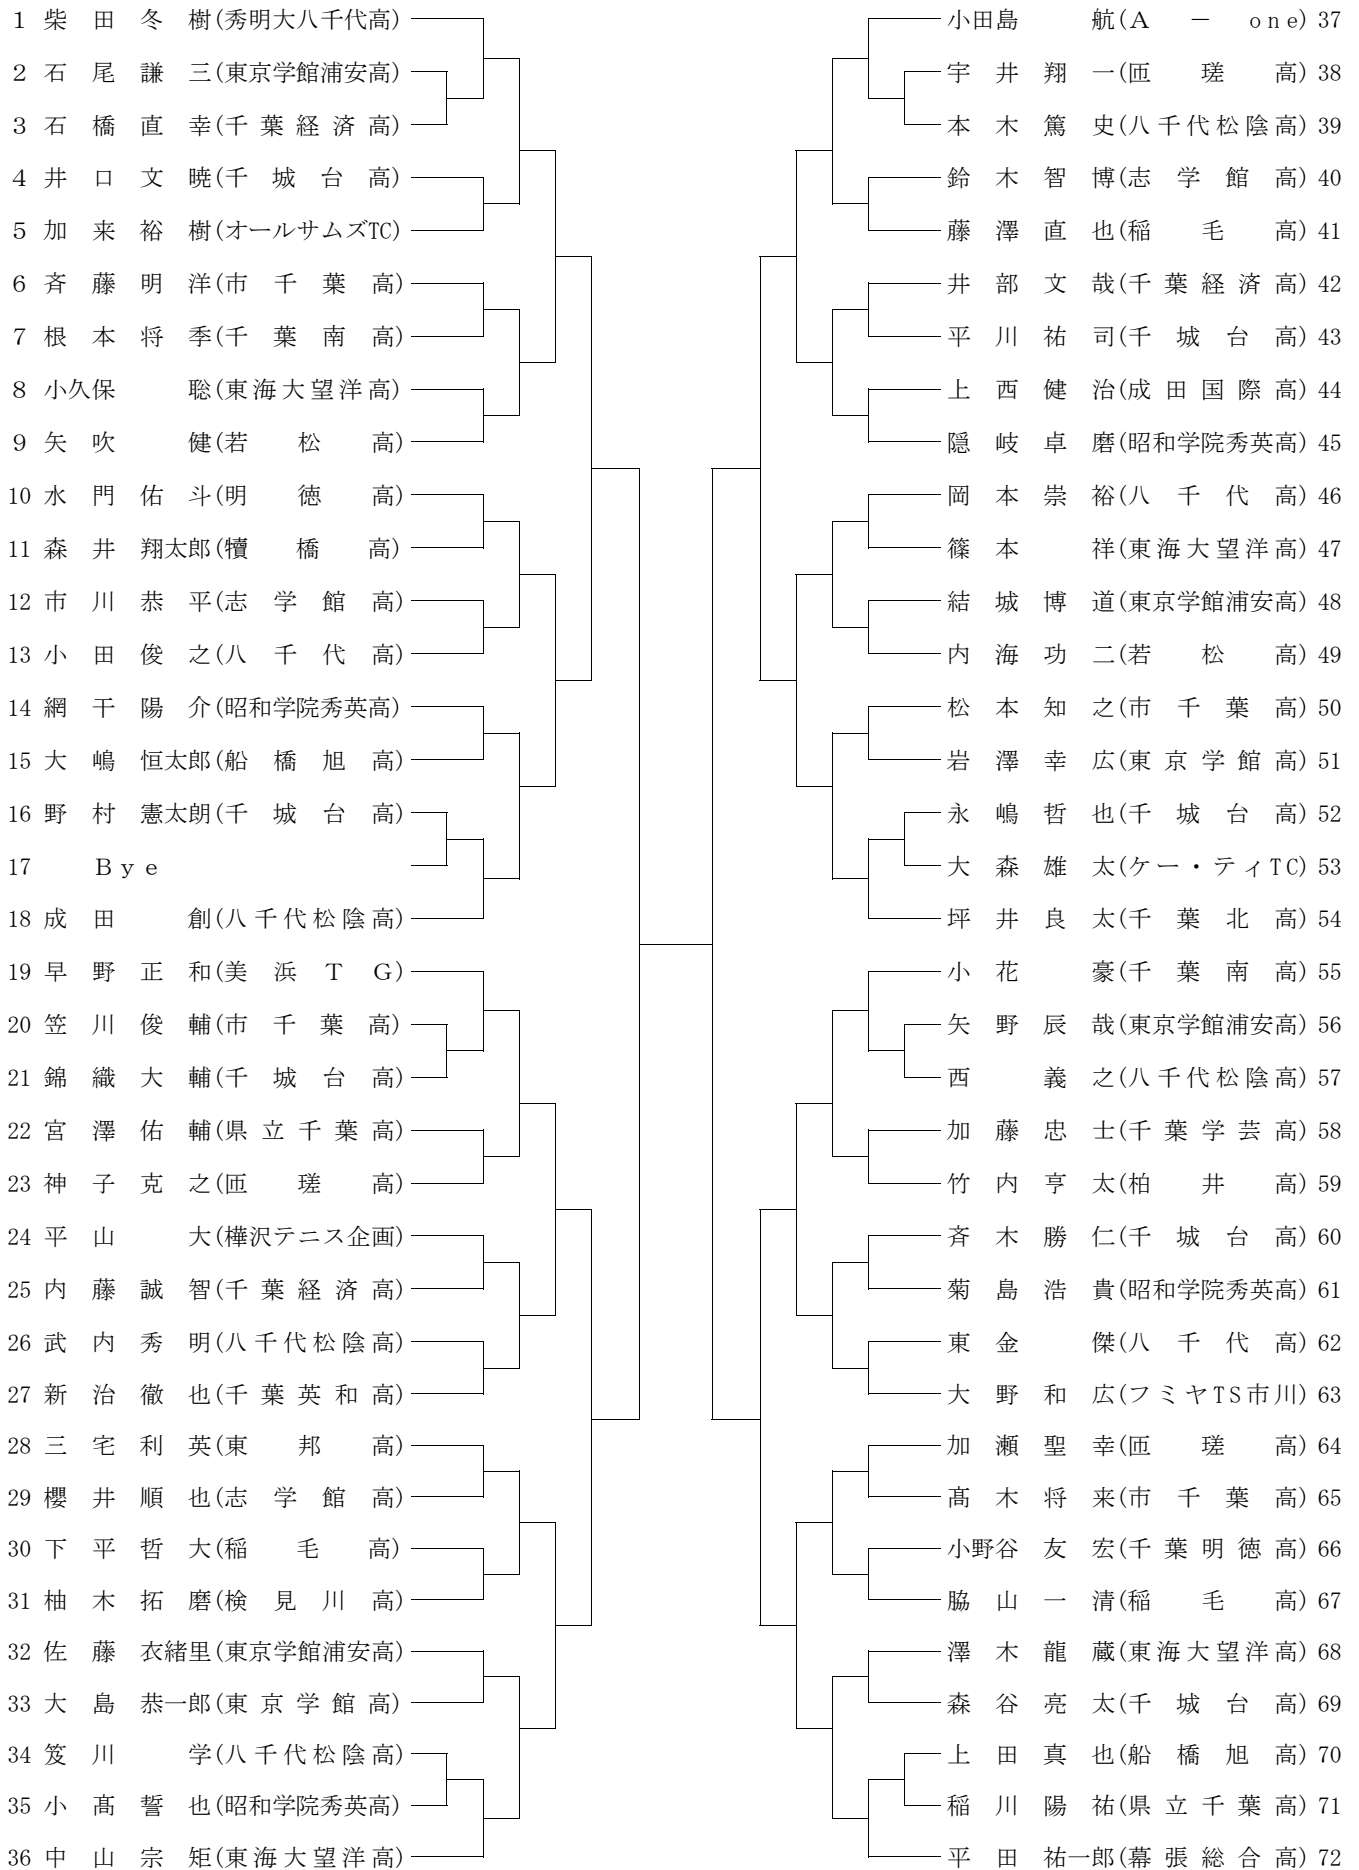 1 柴田冬樹(秀明大八千代高)
2 石尾謙三(東京学館浦安高)
3 石橋直幸(千葉経済高)
4 井口文暁(千城台高)
5 加来裕樹(オールサムズTC)
6 斉藤明洋(市千葉高)
7 根本将季(千葉南高)
8 小久保聡(東海大望洋高)
9 矢吹健(若松高)
10 水門佑斗(明徳高)
11 森井翔太郎(犢橋高)
12 市川恭平(志学館高)
13 小田俊之(八千代高)
14 網干陽介(昭和学院秀英高)
15 大嶋恒太郎(船橋旭高)
16 野村憲太朗(千城台高)
17 Bye
18 成田創(八千代松陰高)
19 早野正和(美浜TG)
20 笠川俊輔(市千葉高)
21 錦織大輔(千城台高)
22 宮澤佑輔(県立千葉高)
23 神子克之(匝瑳高)
24 平山大(樺沢テニス企画)
25 内藤誠智(千葉経済高)
26 武内秀明(八千代松陰高)
27 新治徹也(千葉英和高)
28 三宅利英(東邦高)
29 櫻井順也(志学館高)
30 下平哲大(稲毛高)
31 柚木拓磨(検見川高)
32 佐藤衣緒里(東京学館浦安高)
33 大島恭一郎(東京学館高)
34 笈川学(八千代松陰高)
35 小髙誓也(昭和学院秀英高)
36 中山宗矩(東海大望洋高)
小田島航(A－one) 37
宇井翔一(匝瑳高) 38
本木篤史(八千代松陰高) 39
鈴木智博(志学館高) 40
藤澤直也(稲毛高) 41
井部文哉(千葉経済高) 42
平川祐司(千城台高) 43
上西健治(成田国際高) 44
隠岐卓磨(昭和学院秀英高) 45
岡本崇裕(八千代高) 46
篠本祥(東海大望洋高) 47
結城博道(東京学館浦安高) 48
内海功二(若松高) 49
松本知之(市千葉高) 50
岩澤幸広(東京学館高) 51
永嶋哲也(千城台高) 52
大森雄太(ケー・ティTC) 53
坪井良太(千葉北高) 54
小花豪(千葉南高) 55
矢野辰哉(東京学館浦安高) 56
西義之(八千代松陰高) 57
加藤忠士(千葉学芸高) 58
竹内亨太(柏井高) 59
斉木勝仁(千城台高) 60
菊島浩貴(昭和学院秀英高) 61
東金傑(八千代高) 62
大野和広(フミヤTS市川) 63
加瀬聖幸(匝瑳高) 64
髙木将来(市千葉高) 65
小野谷友宏(千葉明徳高) 66
脇山一清(稲毛高) 67
澤木龍蔵(東海大望洋高) 68
森谷亮太(千城台高) 69
上田真也(船橋旭高) 70
稲川陽祐(県立千葉高) 71
平田祐一郎(幕張総合高) 72